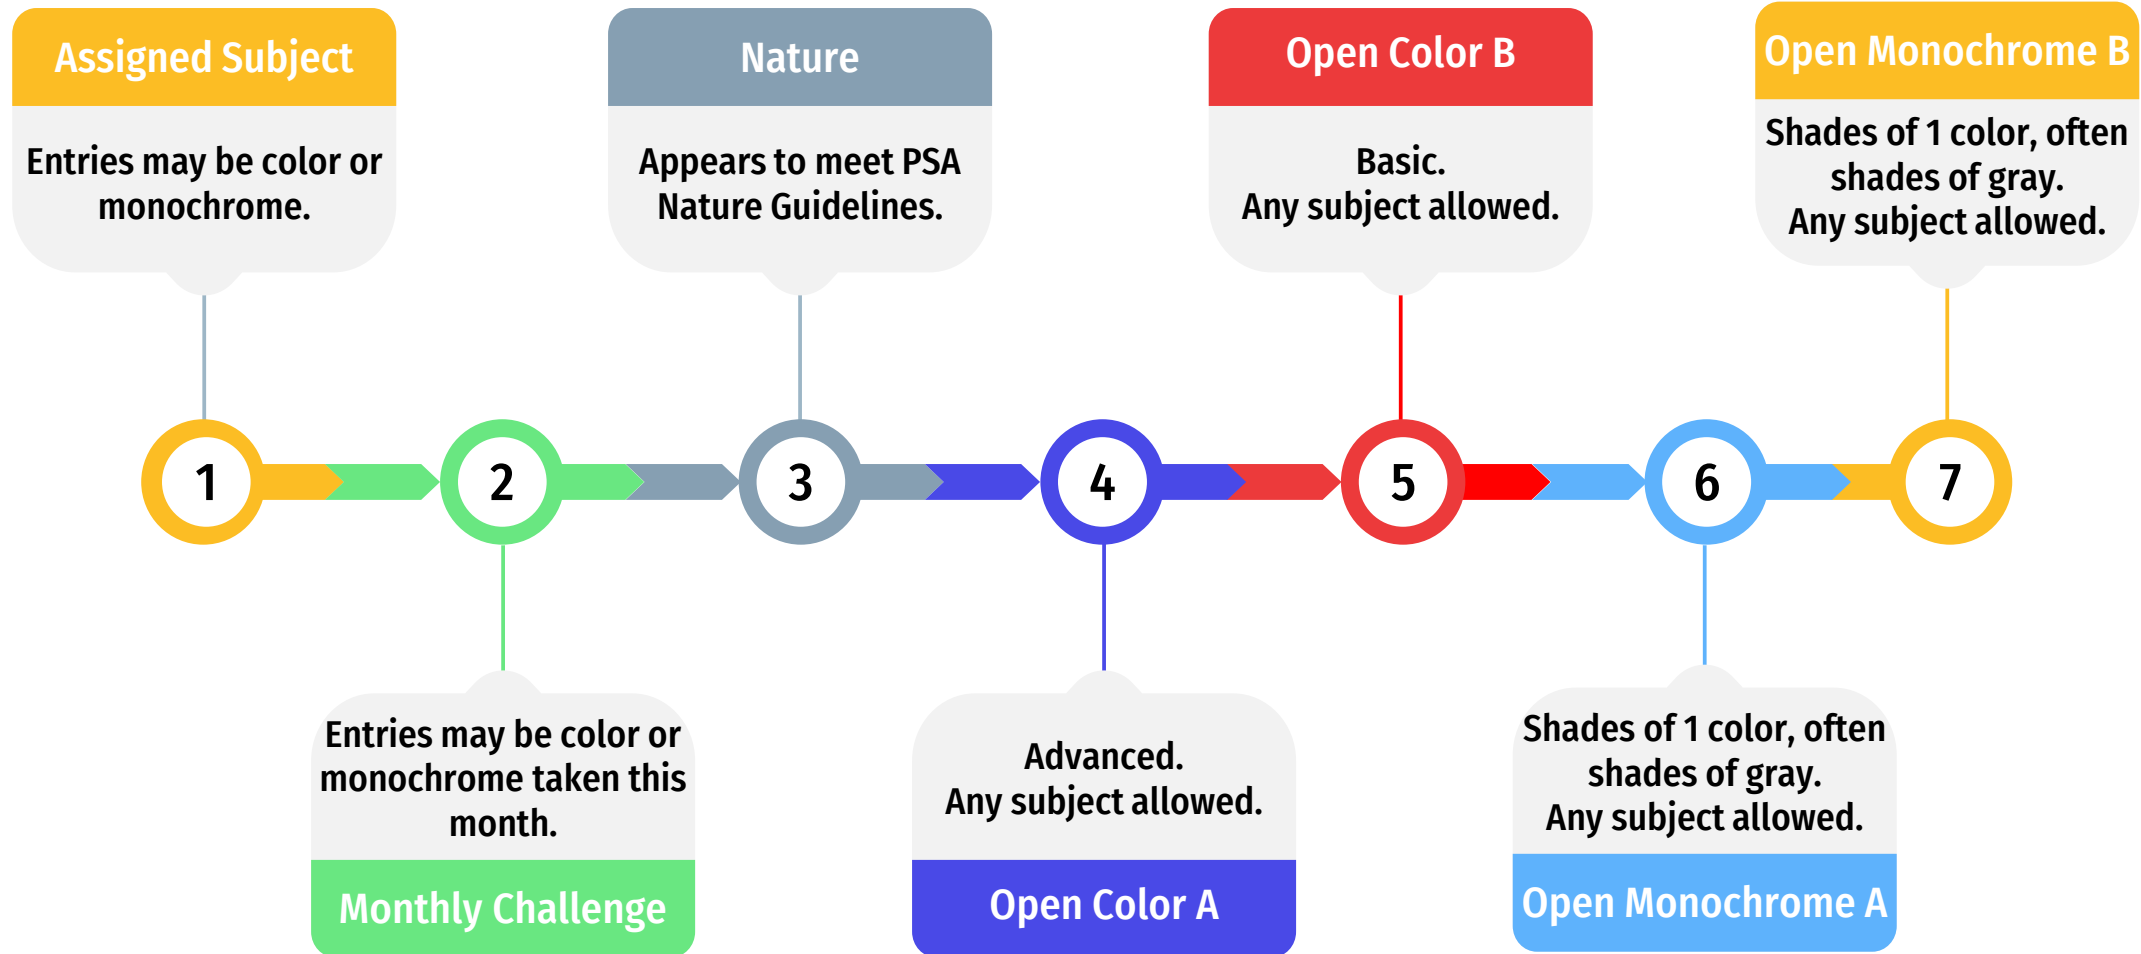 Assigned Subject
Entries may be color or
monochrome.
Nature
Appears to meet PSA
Nature Guidelines.
Open Color B
Basic.
Any subject allowed.
Open Monochrome B
Shades of 1 color, often
shades of gray.
Any subject allowed.
1
2
3
4
5
6
7
Entries may be color or
monochrome taken this
month.
Monthly Challenge
Advanced.
Any subject allowed.
Open Color A
Shades of 1 color, often
shades of gray.
Any subject allowed.
Open Monochrome A